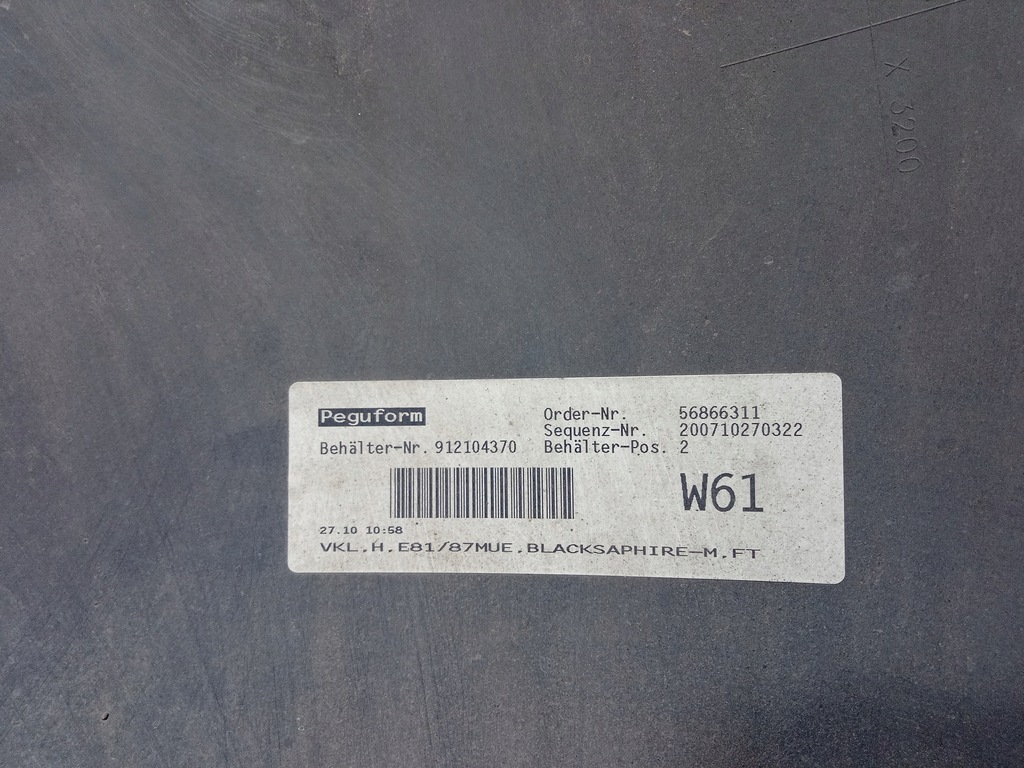 X 3200
Peguform
Order-Nr. 56866311
Sequenz-Nr. 200710270322
Behälter-Nr. 912104370 Behälter-Pos. 2
W61
27.10 10:58
VKL.H.E81/87MUE.BLACKSAPHIRE-M.FT